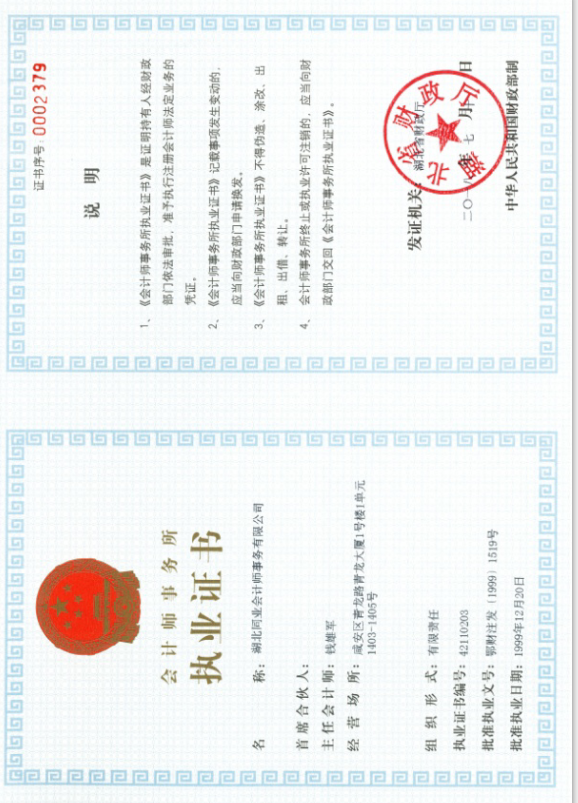 会计师事务所
执业证书
名 称：湖北同业会计师事务有限公司
首席合伙人：
主任会计师：钱雄军
经 营 场 所：咸安区青龙路青龙大厦1号楼1单元
1403-1405号
组 织 形 式：有限责任
执业证书编号：42110203
批准执业文号：鄂财注发（1999）1519号
批准执业日期：1999年12月20日
证书序号：0002379
说 明
1、《会计师事务所执业证书》是证明持有人经财政
部门依法审批，准予执行注册会计师法定业务的
凭证。
2、《会计师事务所执业证书》记载事项发生变动的，
应当向财政部门申请换发。
3、《会计师事务所执业证书》不得伪造、涂改、出
租、出借、转让。
4、会计师事务所终止或执业许可注销的，应当向财
政部门交回《会计师事务所执业证书》。
发证机关：湖北省财政厅
湖北省财政厅
二〇一八年七月 日
中华人民共和国财政部制